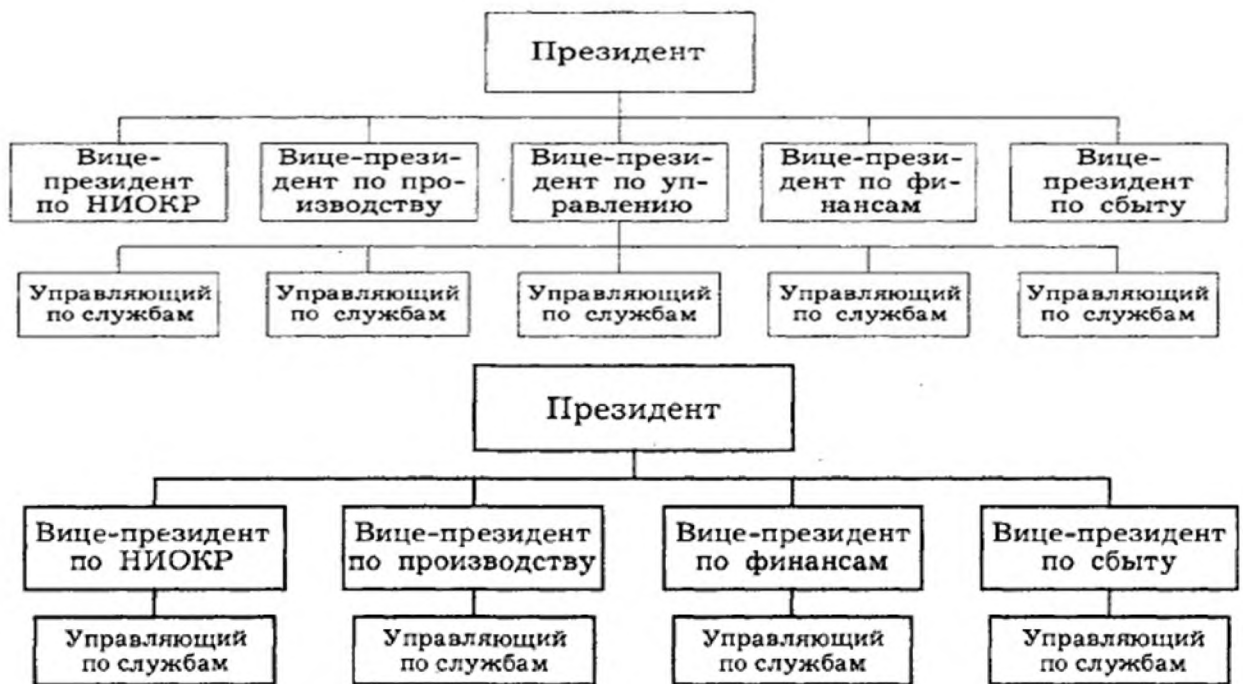 Президент
Вице-
президент
по НИОКР
Вице-прези-
дент по про-
изводству
Вице-прези-
дент по уп-
равлению
Вице-прези-
дент по фи-
нансам
Вице-
президент
по сбыту
Управляющий
по службам
Управляющий
по службам
Управляющий
по службам
Управляющий
по службам
Управляющий
по службам
Президент
Вице-президент
по НИОКР
Вице-президент
по производству
Вице-президент
по финансам
Вице-президент
по сбыту
Управляющий
по службам
Управляющий
по службам
Управляющий
по службам
Управляющий
по службам